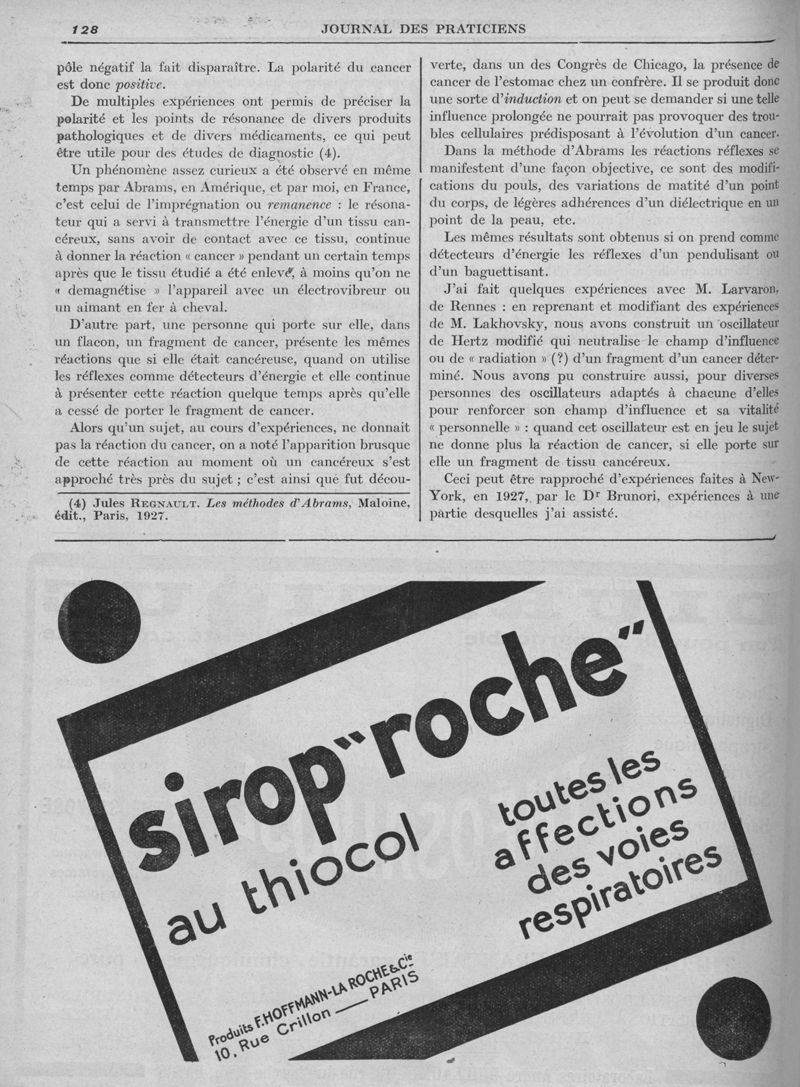 128
JOURNAL DES PRATICIENS
pôle négatif la fait disparaître. La polarité du cancer
est donc positive.
De multiples expériences ont permis de préciser la
polarité et les points de résonance de divers produits
pathologiques et de divers médicaments, ce qui peut
être utile pour des études de diagnostic (4).
Un phénomène assez curieux a été observé en même
temps par Abrams, en Amérique, et par moi, en France,
c'est celui de l'imprégnation ou remanence : le résona-
teur qui a servi à transmettre l'énergie d'un tissu can-
céreux, sans avoir de contact avec ce tissu, continue
à donner la réaction « cancer » pendant un certain temps
après que le tissu étudié a été enlevé, à moins qu'on ne
« demagnétise » l'appareil avec un électrovibreur ou
un aimant en fer à cheval.
D'autre part, une personne qui porte sur elle, dans
un flacon, un fragment de cancer, présente les mêmes
réactions que si elle était cancéreuse, quand on utilise
les réflexes comme détecteurs d'énergie et elle continue
à présenter cette réaction quelque temps après qu'elle
a cessé de porter le fragment de cancer.
Alors qu'un sujet, au cours d'expériences, ne donnait
pas la réaction du cancer, on a noté l'apparition brusque
de cette réaction au moment où un cancéreux s'est
approché très près du sujet ; c'est ainsi que fut décou-
(4) Jules REGNAULT. Les méthodes d'Abrams, Maloine,
édit., Paris, 1927.
verte, dans un des Congrès de Chicago, la présence de
cancer de l'estomac chez un confrère. Il se produit donc
une sorte d'induction et on peut se demander si une telle
influence prolongée ne pourrait pas provoquer des trou-
bles cellulaires prédisposant à l'évolution d'un cancer.
Dans la méthode d'Abrams les réactions réflexes se
manifestent d'une façon objective, ce sont des modifi-
cations du pouls, des variations de matité d'un point
du corps, de légères adhérences d'un diélectrique en un
point de la peau, etc.
Les mêmes résultats sont obtenus si on prend comme
détecteurs d'énergie les réflexes d'un pendulisant ou
d'un baguettisant.
J'ai fait quelques expériences avec M. Larvaron,
de Rennes : en reprenant et modifiant des expériences
de M. Lakhovsky, nous avons construit un oscillateur
de Hertz modifié qui neutralise le champ d'influence
ou de « radiation » (?) d'un fragment d'un cancer déter-
miné. Nous avons pu construire aussi, pour diverses
personnes des oscillateurs adaptés à chacune d'elles
pour renforcer son champ d'influence et sa vitalité
« personnelle » : quand cet oscillateur est en jeu le sujet
ne donne plus la réaction de cancer, si elle porte sur
elle un fragment de tissu cancéreux.
Ceci peut être rapproché d'expériences faites à New-
York, en 1927, par le Dr Brunori, expériences à une
partie desquelles j'ai assisté.
sirop "roche"
au thiocol
toutes les
affections
des voies
respiratoires
Produits F. HOFFMANN-LA ROCHE & Cie
10, Rue Crillon — PARIS